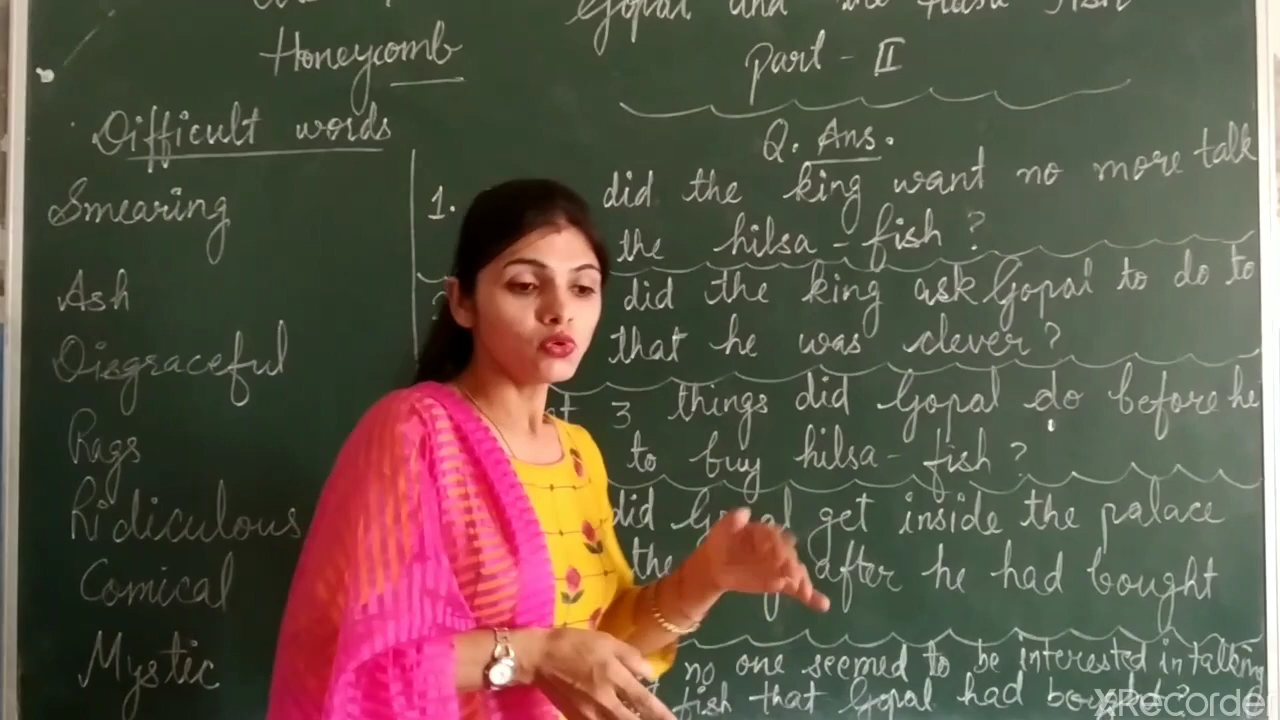 Gopal and the Hilsa Fish
Honeycomb
Part - II
Difficult words
Q. Ans.
Smearing
Ash
Disgraceful
Rags
Ridiculous
Comical
Mystic
1. did the king want no more talk
the hilsa - fish ?
did the king ask Gopal to do to
that he was clever ?
3 things did Gopal do before he
to buy hilsa - fish ?
did Gopal get inside the palace
the after he had bought
no one seemed to be interested in talking
fish that Gopal had bought ?
XRecorder